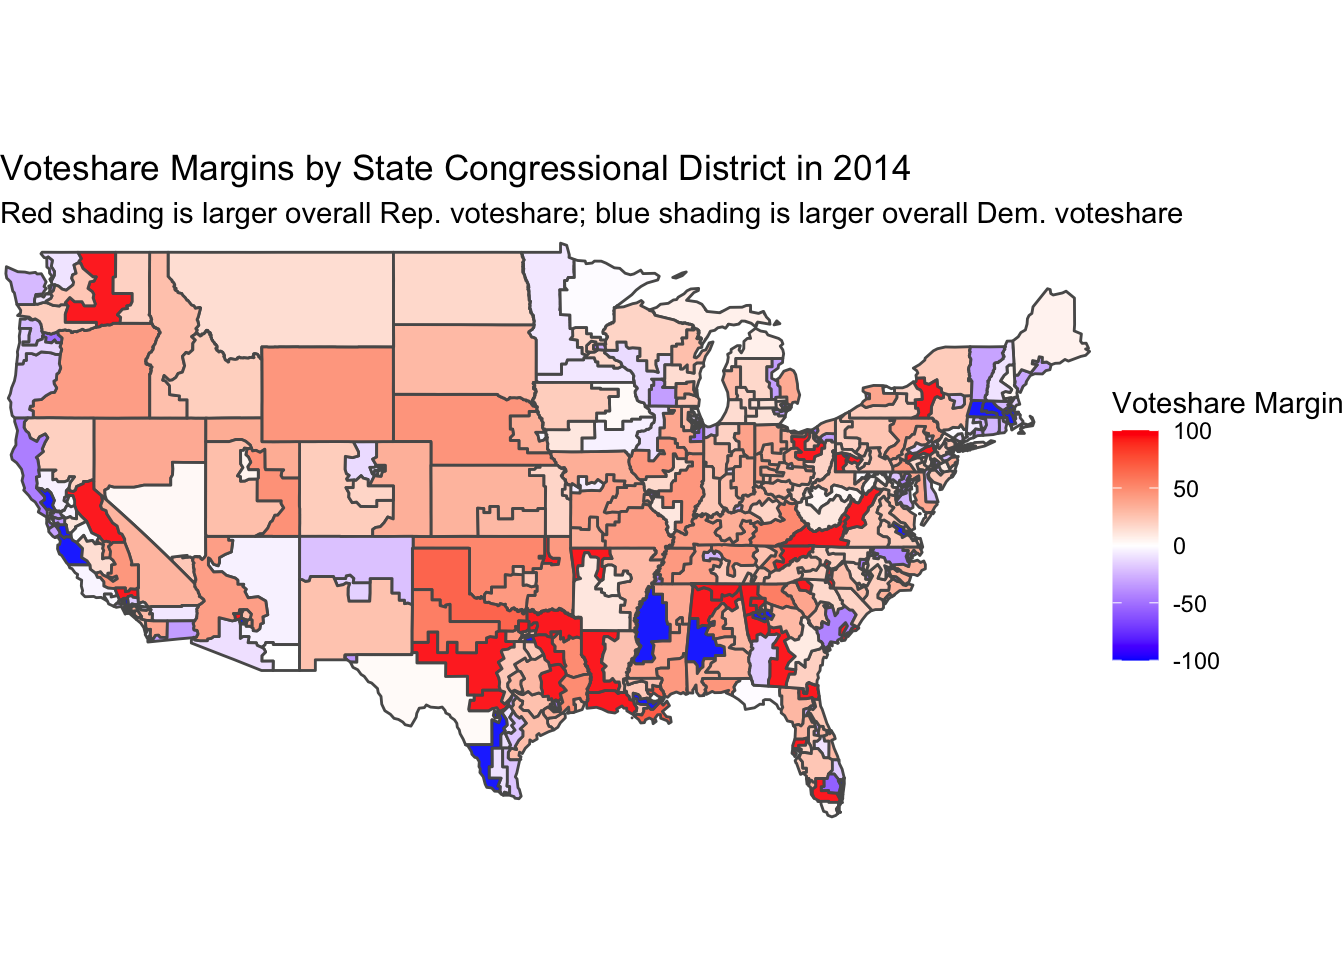 Voteshare Margins by State Congressional District in 2014
Red shading is larger overall Rep. voteshare; blue shading is larger overall Dem. voteshare
Voteshare Margin
100
50
0
-50
-100